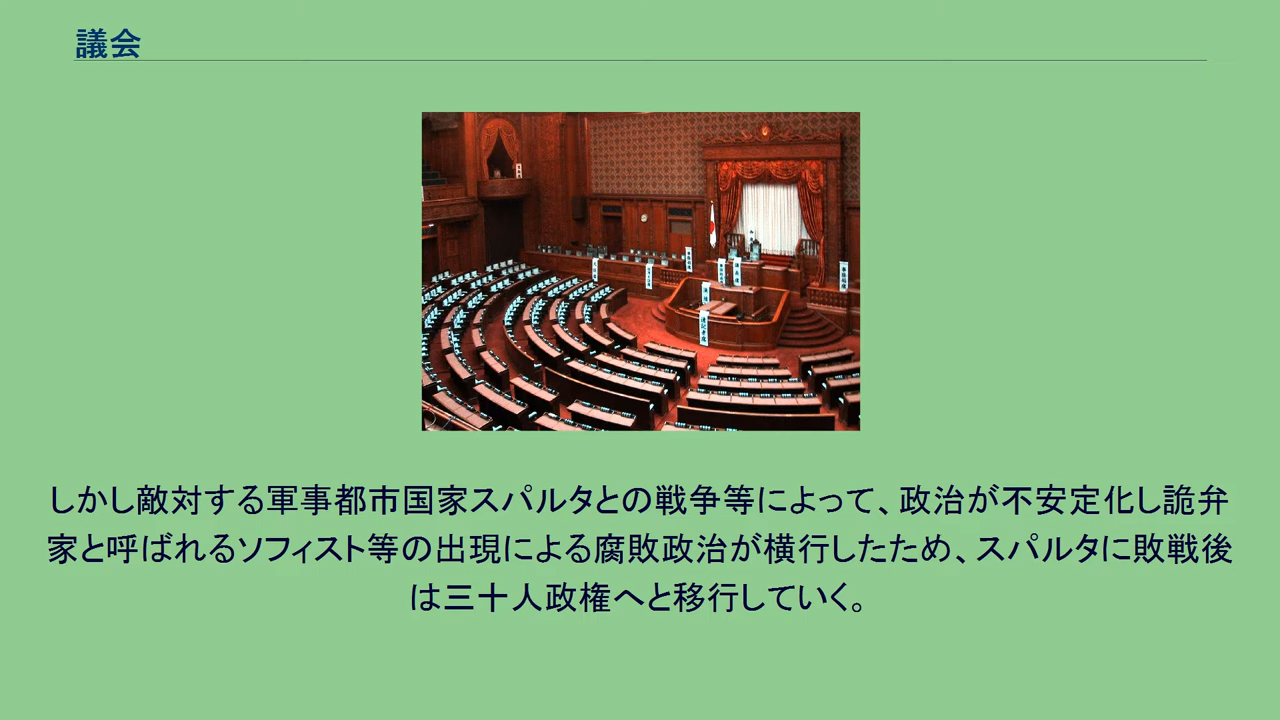 議会
しかし敵対する軍事都市国家スパルタとの戦争等によって、政治が不安定化し詭弁
家と呼ばれるソフィスト等の出現による腐敗政治が横行したため、スパルタに敗戦後
は三十人政権へと移行していく。
速記者席